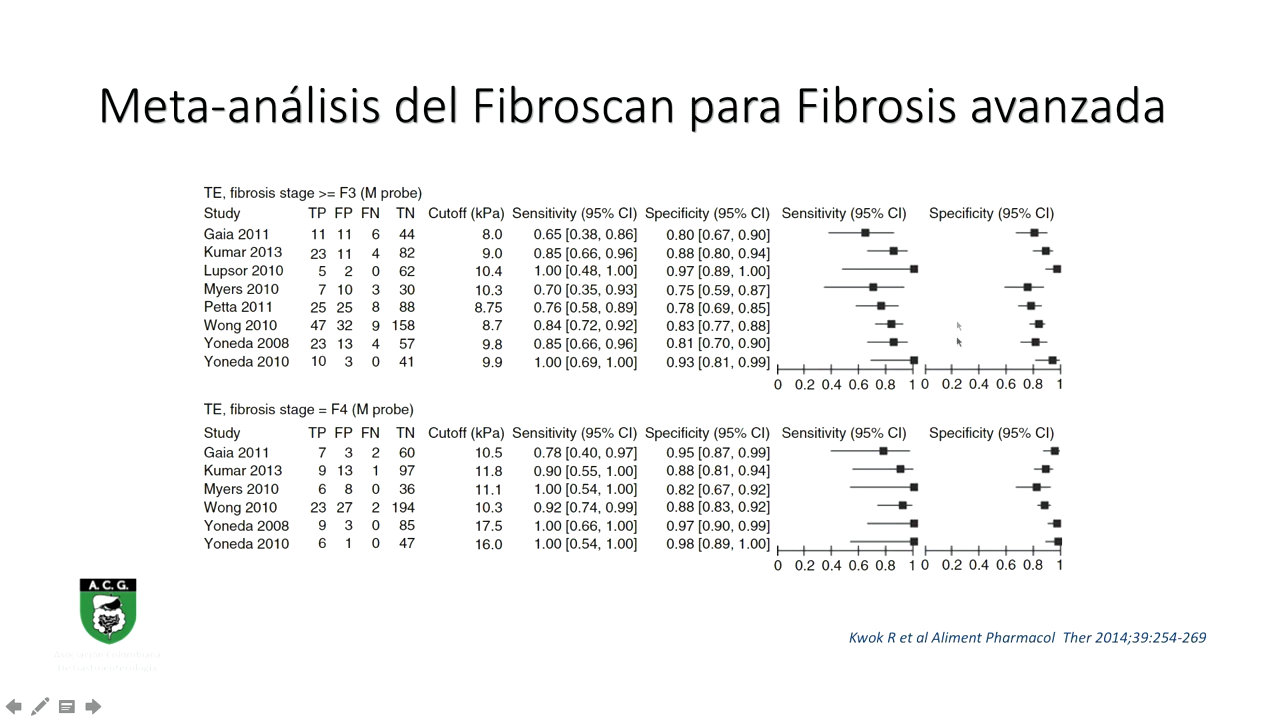 Meta-análisis del Fibroscan para Fibrosis avanzada
TE, fibrosis stage >= F3 (M probe)
Study TP FP FN TN Cutoff (kPa) Sensitivity (95% CI) Specificity (95% CI) Sensitivity (95% CI) Specificity (95% CI)
Gaia 2011 11 11 6 44 8.0 0.65 [0.38, 0.86] 0.80 [0.67, 0.90]
Kumar 2013 23 11 4 82 9.0 0.85 [0.66, 0.96] 0.88 [0.80, 0.94]
Lupsor 2010 5 2 0 62 10.4 1.00 [0.48, 1.00] 0.97 [0.89, 1.00]
Myers 2010 7 10 3 30 10.3 0.70 [0.35, 0.93] 0.75 [0.59, 0.87]
Petta 2011 25 25 8 88 8.75 0.76 [0.58, 0.89] 0.78 [0.69, 0.85]
Wong 2010 47 32 9 158 8.7 0.84 [0.72, 0.92] 0.83 [0.77, 0.88]
Yoneda 2008 23 13 4 57 9.8 0.85 [0.66, 0.96] 0.81 [0.70, 0.90]
Yoneda 2010 10 3 0 41 9.9 1.00 [0.69, 1.00] 0.93 [0.81, 0.99]
0 0.2 0.4 0.6 0.8 1 0 0.2 0.4 0.6 0.8 1
TE, fibrosis stage = F4 (M probe)
Study TP FP FN TN Cutoff (kPa) Sensitivity (95% CI) Specificity (95% CI) Sensitivity (95% CI) Specificity (95% CI)
Gaia 2011 7 3 2 60 10.5 0.78 [0.40, 0.97] 0.95 [0.87, 0.99]
Kumar 2013 9 13 1 97 11.8 0.90 [0.55, 1.00] 0.88 [0.81, 0.94]
Myers 2010 6 8 0 36 11.1 1.00 [0.54, 1.00] 0.82 [0.67, 0.92]
Wong 2010 23 27 2 194 10.3 0.92 [0.74, 0.99] 0.88 [0.83, 0.92]
Yoneda 2008 9 3 0 85 17.5 1.00 [0.66, 1.00] 0.97 [0.90, 0.99]
Yoneda 2010 6 1 0 47 16.0 1.00 [0.54, 1.00] 0.98 [0.89, 1.00]
0 0.2 0.4 0.6 0.8 1 0 0.2 0.4 0.6 0.8 1
A. C. G.
Kwok R et al Aliment Pharmacol Ther 2014;39:254-269